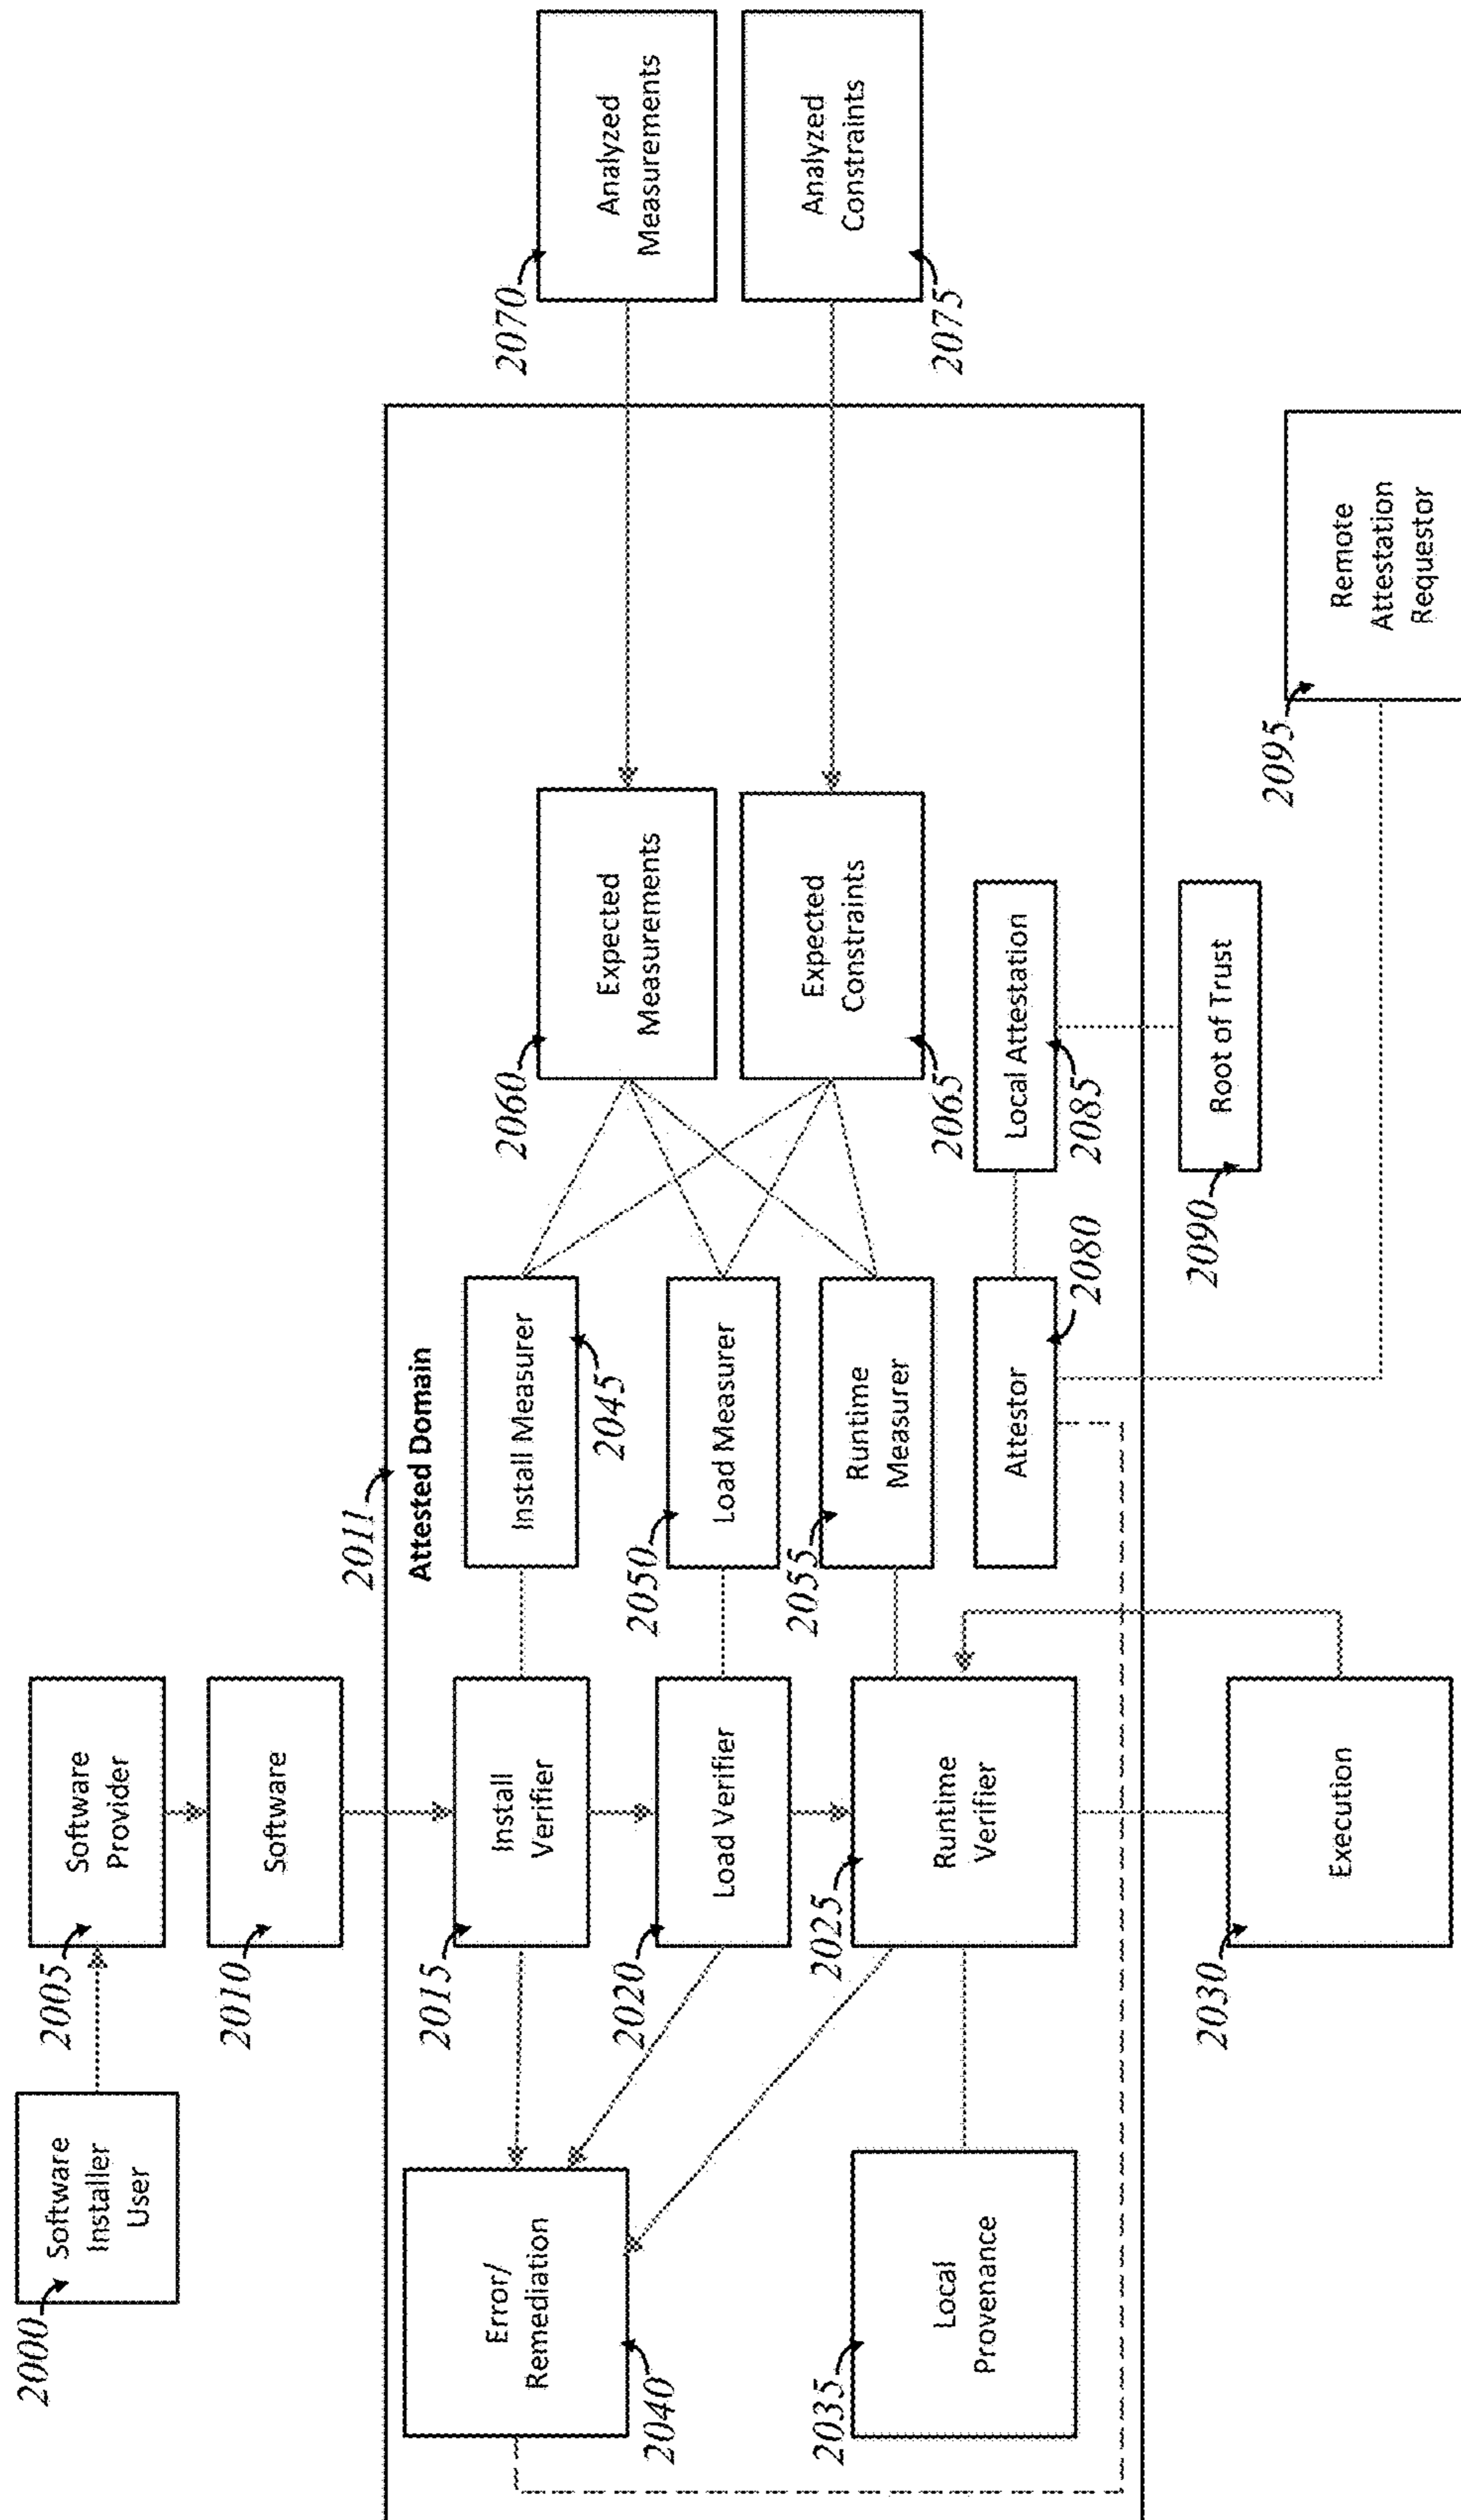 2000
Software
Installer
User
2005
Software
Provider
2010
Software
2011
Attested Domain
2015
Install
Verifier
2020
Load Verifier
2025
Runtime
Verifier
2030
Execution
2035
Local
Provenance
2040
Error/
Remediation
Install Measurer
2045
2050
Load Measurer
2055
Runtime
Measurer
2060
Expected
Measurements
Expected
Constraints
2065
2070
Analyzed
Measurements
Analyzed
Constraints
2075
Attestor
2080
Local Attestation
2085
2090
Root of Trust
2095
Remote
Attestation
Requestor